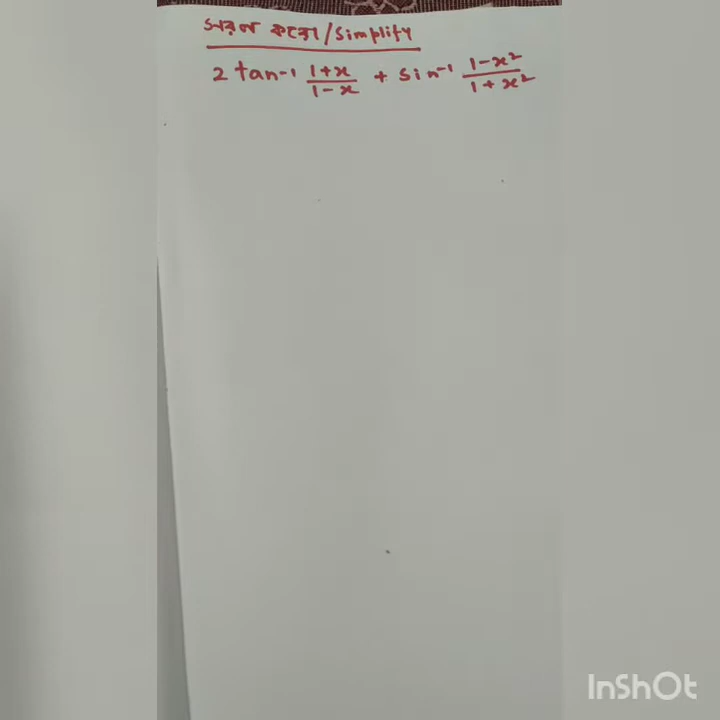 সরল করো/Simplify
2 tan⁻¹ (1+x)/(1-x) + sin⁻¹ (1-x²)/(1+x²)
InShOt